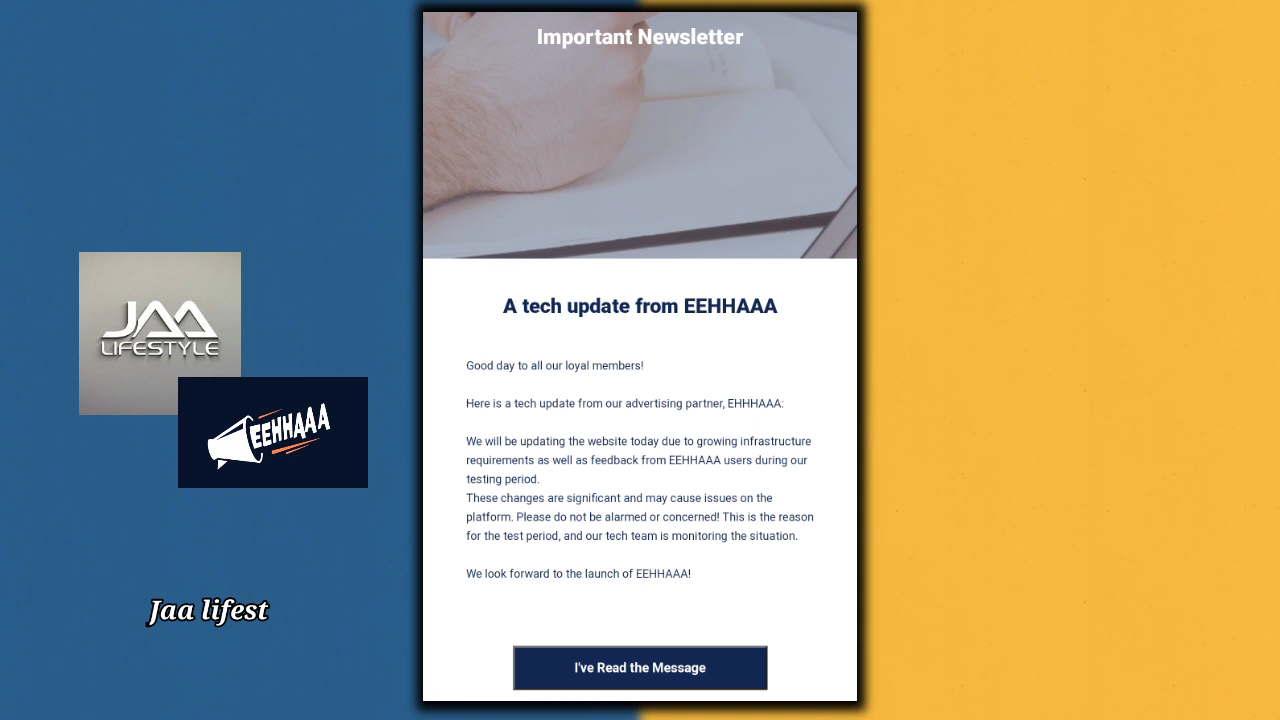 Important Newsletter
JAA
LIFESTYLE
EEHHAAA
Jaa lifest
A tech update from EEHHAAA
Good day to all our loyal members!
Here is a tech update from our advertising partner, EHHHAAA:
We will be updating the website today due to growing infrastructure
requirements as well as feedback from EEHHAAA users during our
testing period.
These changes are significant and may cause issues on the
platform. Please do not be alarmed or concerned! This is the reason
for the test period, and our tech team is monitoring the situation.
We look forward to the launch of EEHHAAA!
I've Read the Message